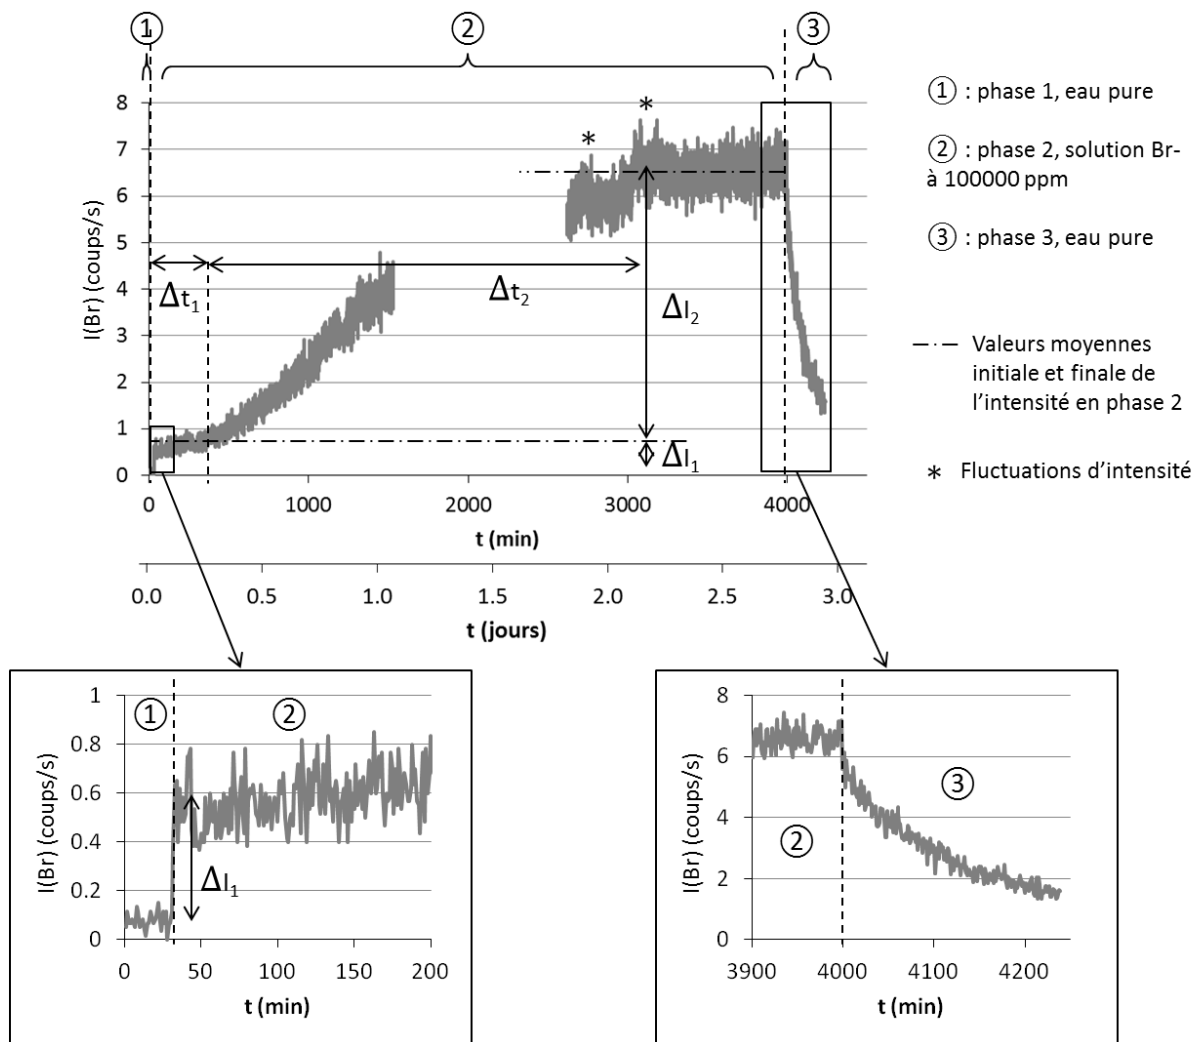 ① ② ③
8
7
6
5
4
3
2
1
0
I(Br) (coups/s)
* *
Δt₁
Δt₂
ΔI₂
ΔI₁
0 1000 2000 3000 4000
t (min)
0.0 0.5 1.0 1.5 2.0 2.5 3.0
t (jours)
① : phase 1, eau pure
② : phase 2, solution Br-
à 100000 ppm
③ : phase 3, eau pure
Valeurs moyennes
initiale et finale de
l’intensité en phase 2
* Fluctuations d’intensité
1
0.8
0.6
0.4
0.2
0
I(Br) (coups/s)
① ②
ΔI₁
0 50 100 150 200
t (min)
8
6
4
2
0
I(Br) (coups/s)
③
②
3900 4000 4100 4200
t (min)